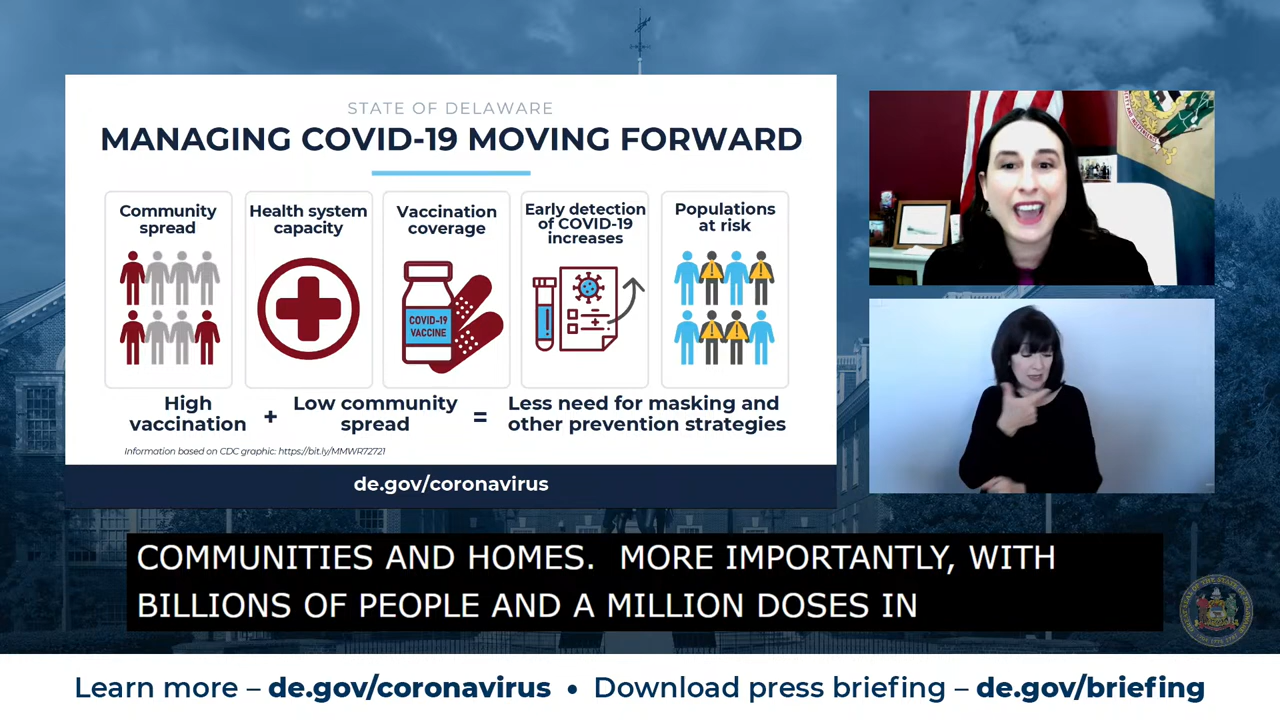 STATE OF DELAWARE
MANAGING COVID-19 MOVING FORWARD
Community
spread
Health system
capacity
Vaccination
coverage
Early detection
of COVID-19
increases
Populations
at risk
COVID-19
VACCINE
High
vaccination
+
Low community
spread
=
Less need for masking and
other prevention strategies
Information based on CDC graphic: https://bit.ly/MMWR72721
de.gov/coronavirus
COMMUNITIES AND HOMES.  MORE IMPORTANTLY, WITH
BILLIONS OF PEOPLE AND A MILLION DOSES IN
Learn more – de.gov/coronavirus • Download press briefing – de.gov/briefing